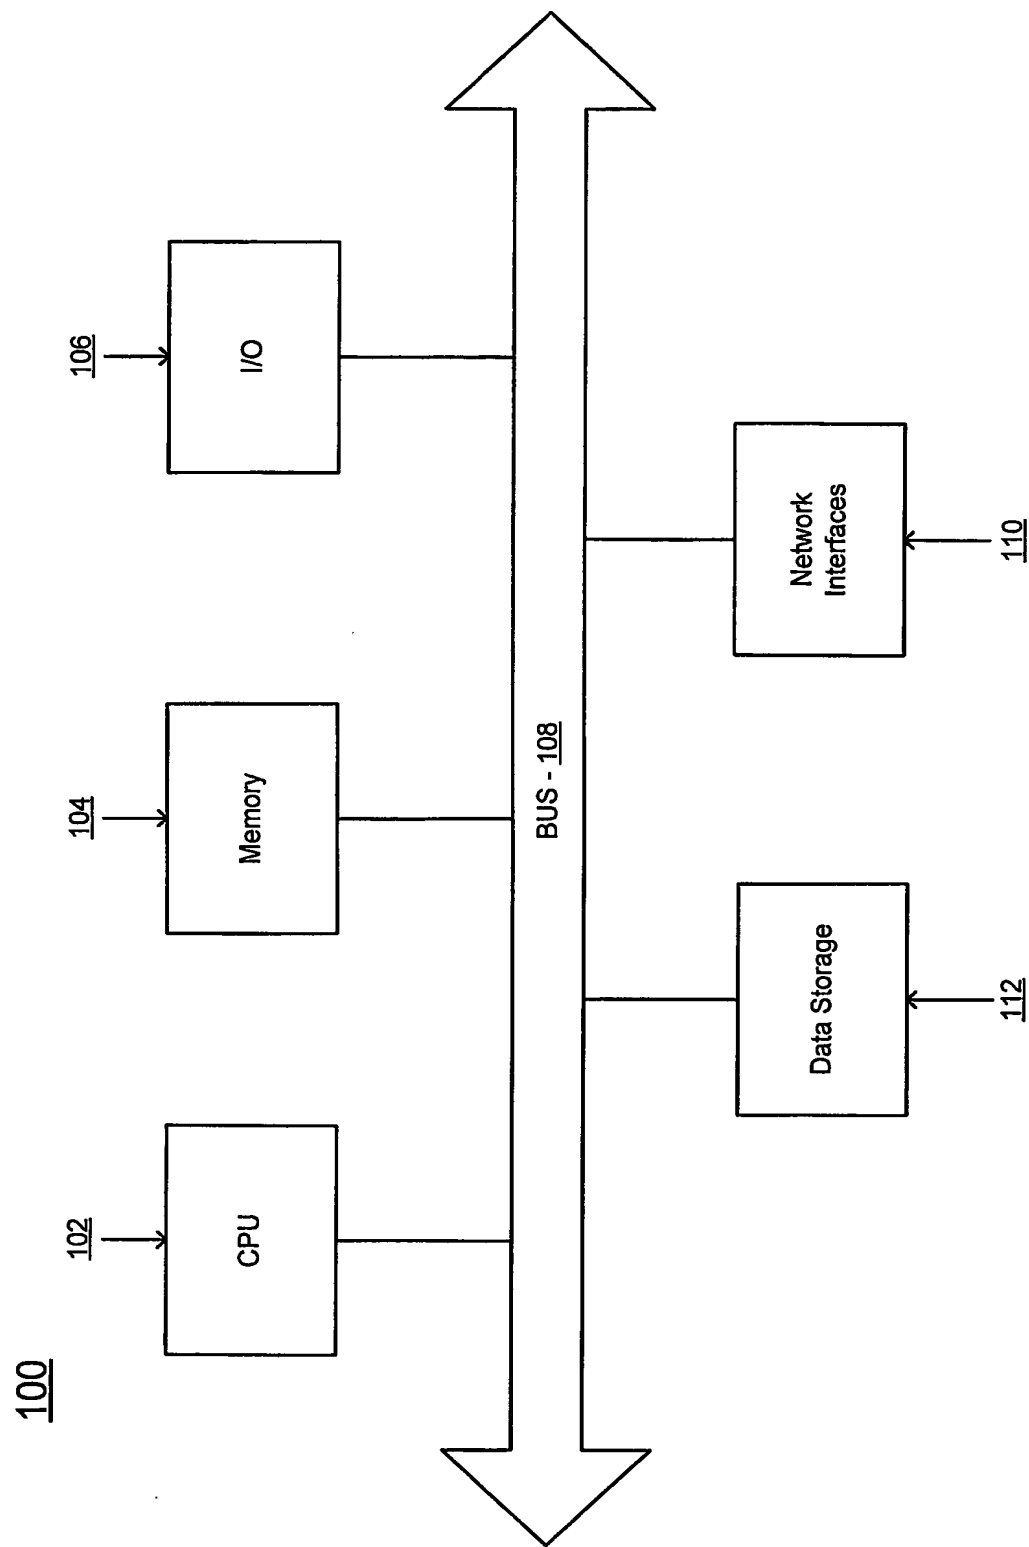 100
102
104
106
CPU
Memory
I/O
BUS - 108
Data Storage
Network
Interfaces
112
110